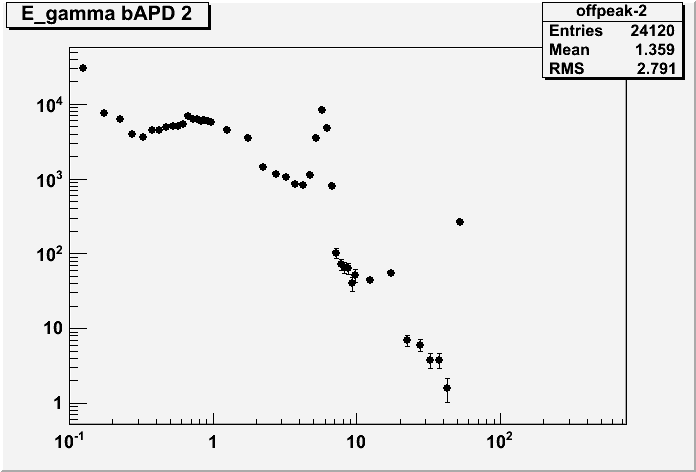 E_gamma bAPD 2
offpeak-2
Entries 24120
Mean 1.359
RMS 2.791
10^4
10^3
10^2
10
1
10^-1 1 10 10^2